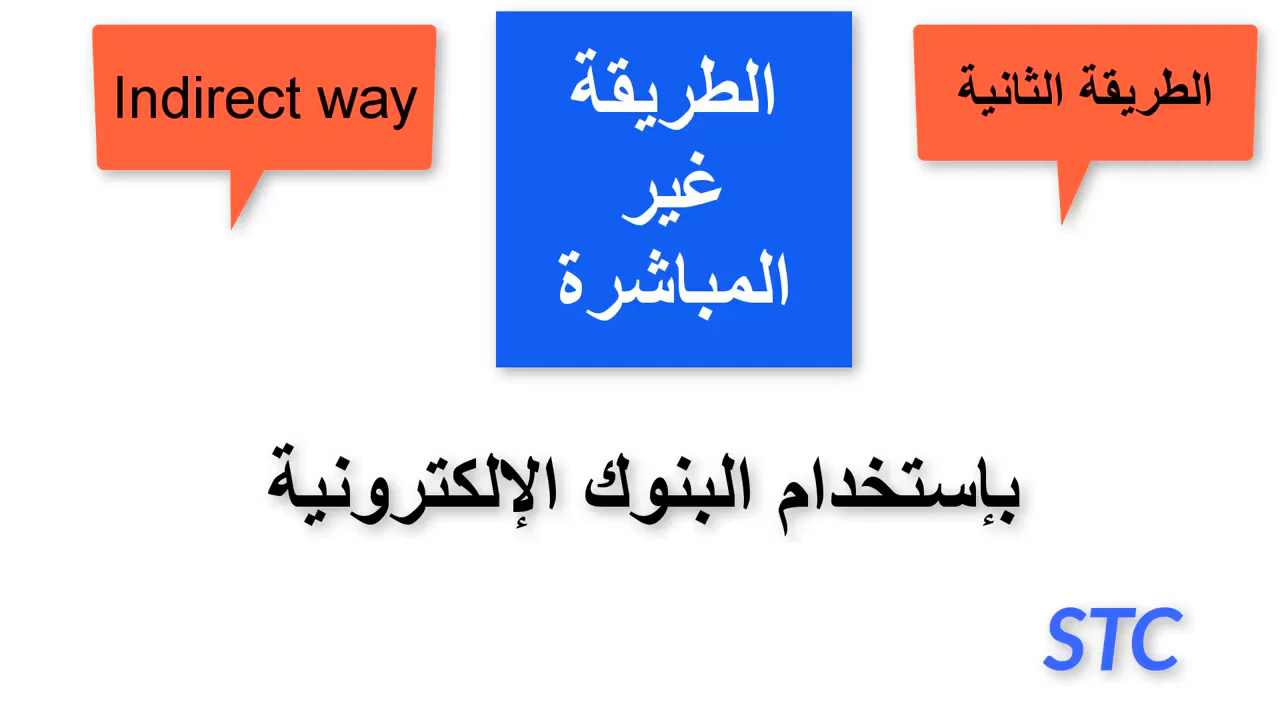 Indirect way
الطريقة
غير
المباشرة
الطريقة الثانية
بإستخدام البنوك الإلكترونية
STC